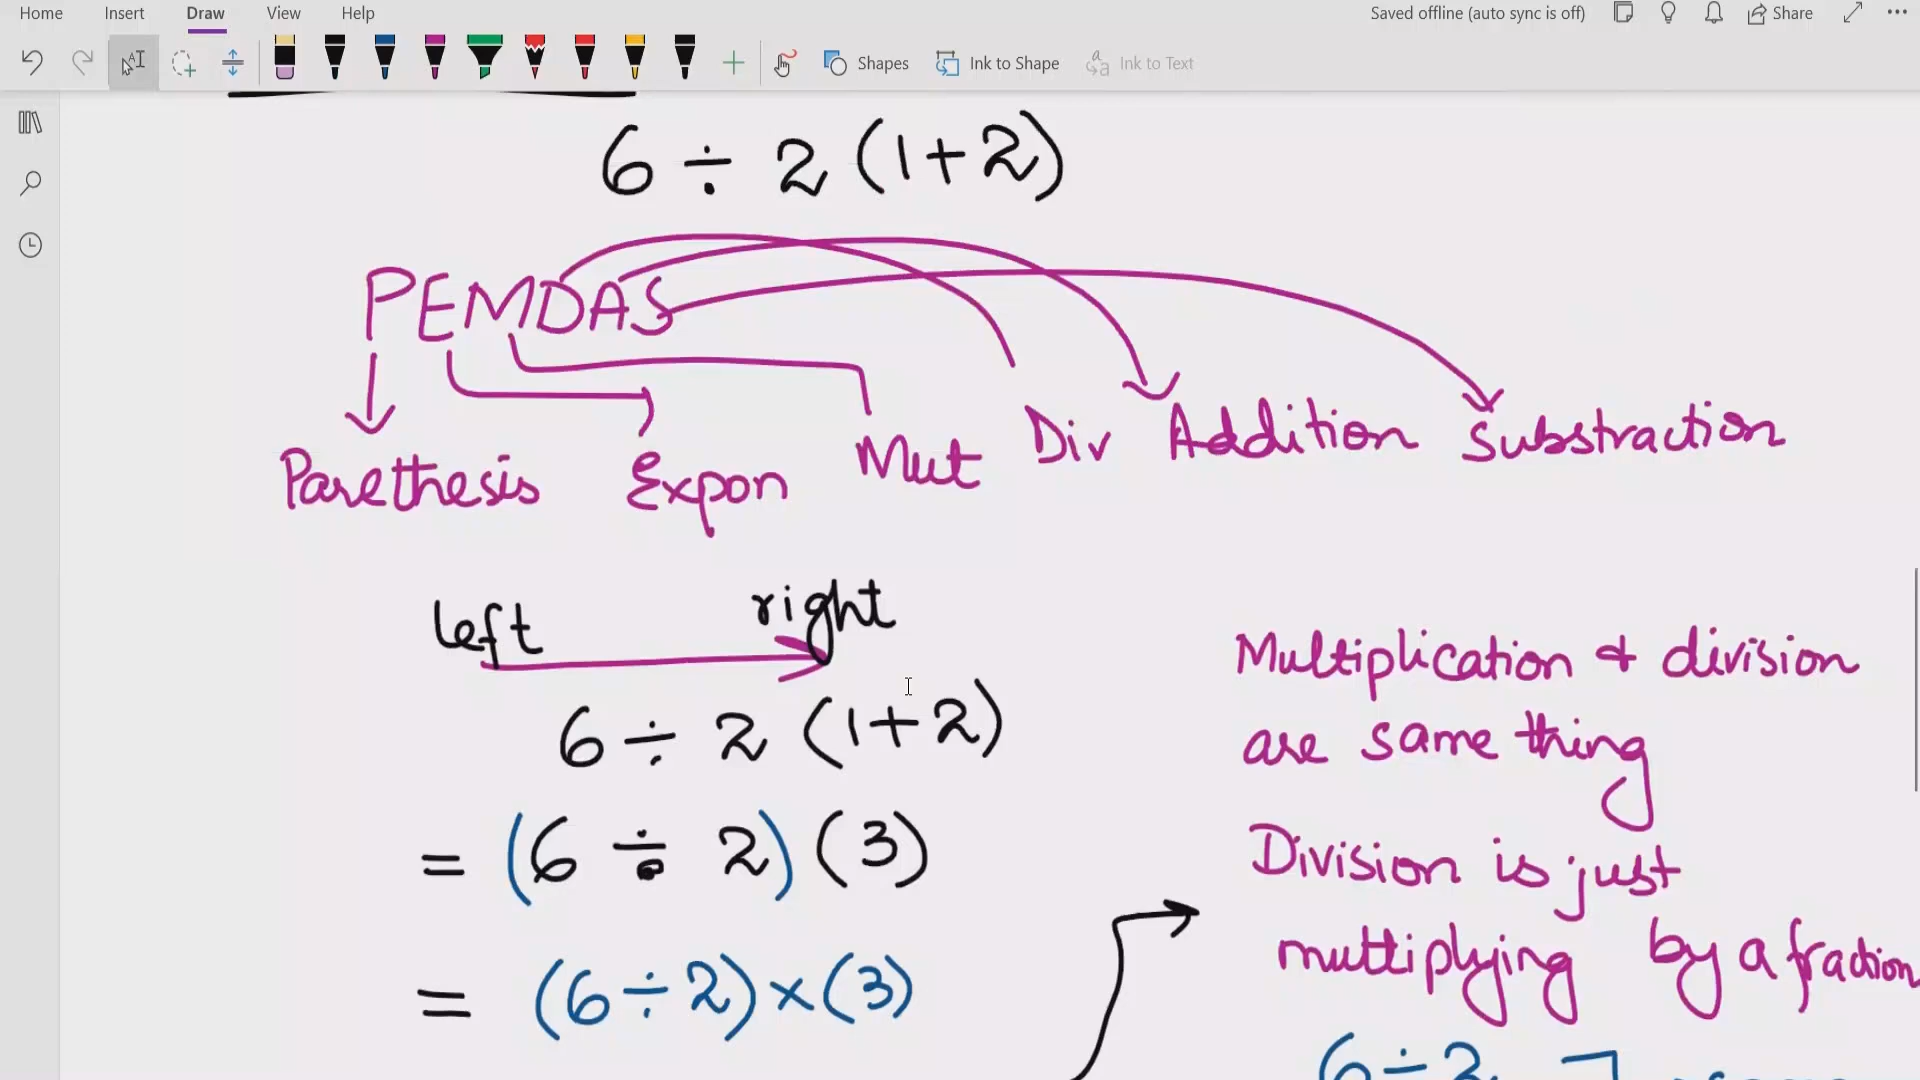 Home Insert Draw View Help Saved offline (auto sync is off) Share
Shapes Ink to Shape Ink to Text
6 ÷ 2 (1+2)
PEMDAS
Parethesis Expon Mut Div Addition Substraction
left right
6 ÷ 2 (1+2)
= (6 ÷ 2) (3)
= (6 ÷ 2) × (3)
Multiplication & division
are same thing
Division is just
multiplying by a fraction
6 ÷ 2